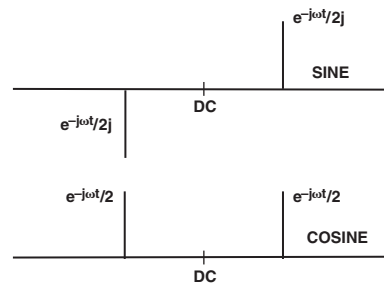 e–jωt/2j
SINE
DC
e–jωt/2j
e–jωt/2
e–jωt/2
COSINE
DC